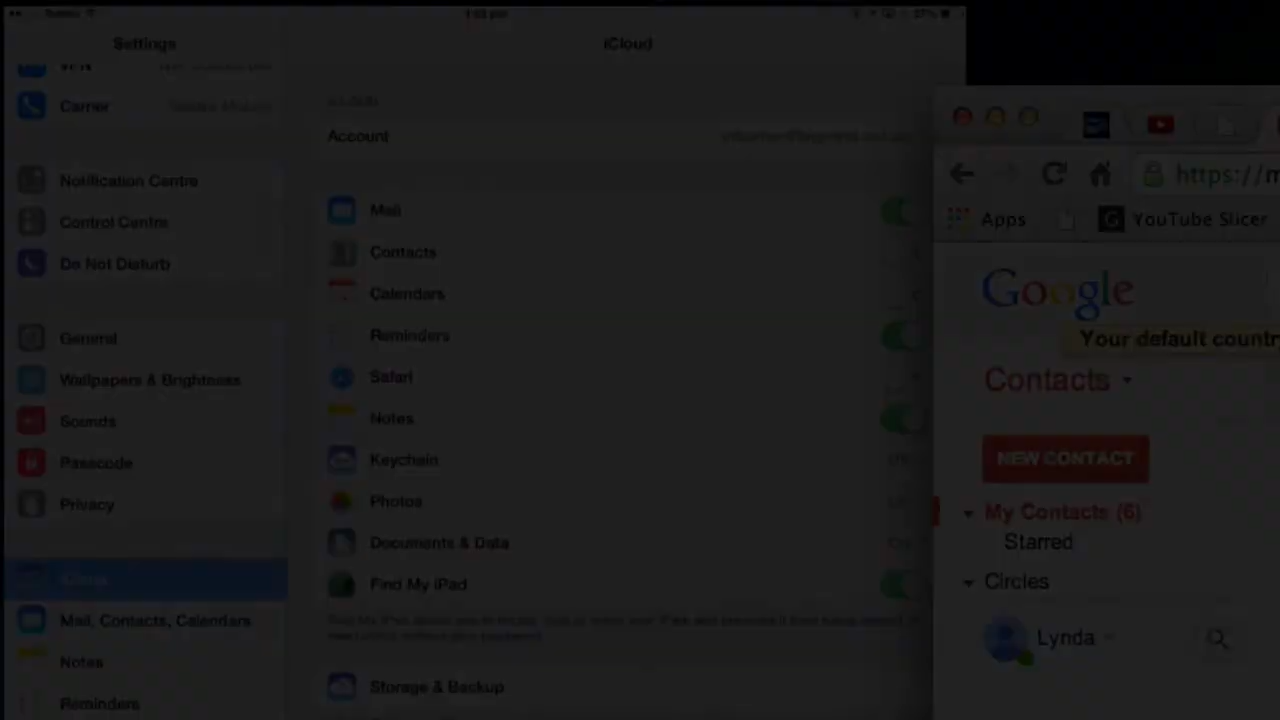 Settings
iCloud
Carrier
Account
Notification Centre
Control Centre
Do Not Disturb
General
Wallpapers & Brightness
Sounds
Passcode
Privacy
iCloud
Mail, Contacts, Calendars
Notes
Reminders
Mail
Contacts
Calendars
Reminders
Safari
Notes
Keychain
Photos
Documents & Data
Find My iPad
Storage & Backup
https://m
Apps
YouTube Slicer
Google
Your default countr
Contacts
NEW CONTACT
My Contacts (6)
Starred
Circles
Lynda